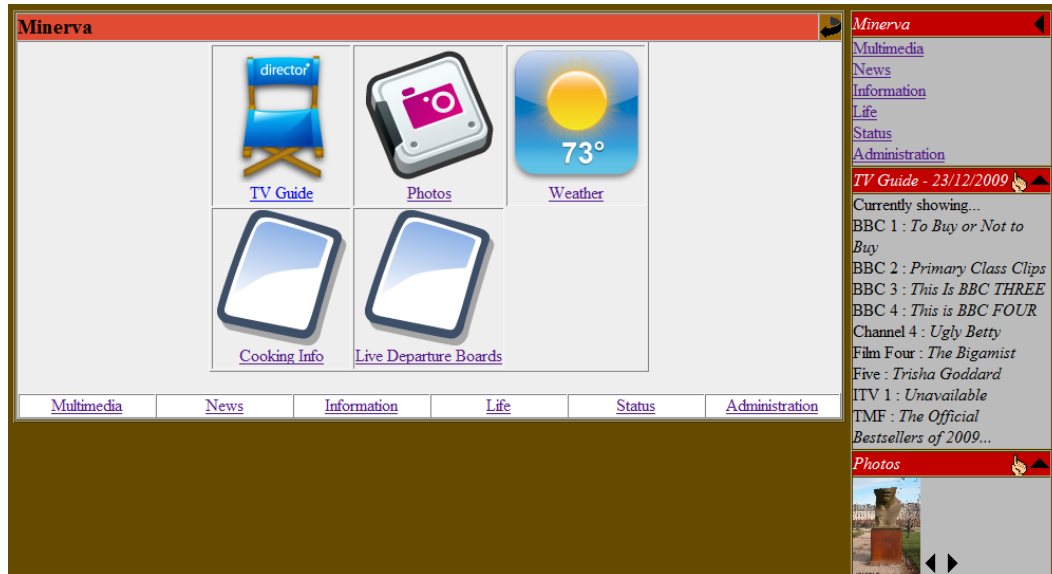 Minerva
director
73°
TV Guide
Photos
Weather
Cooking Info
Live Departure Boards
Multimedia
News
Information
Life
Status
Administration
Minerva
Multimedia
News
Information
Life
Status
Administration
TV Guide - 23/12/2009
Currently showing...
BBC 1 : To Buy or Not to
Buy
BBC 2 : Primary Class Clips
BBC 3 : This Is BBC THREE
BBC 4 : This is BBC FOUR
Channel 4 : Ugly Betty
Film Four : The Bigamist
Five : Trisha Goddard
ITV 1 : Unavailable
TMF : The Official
Bestsellers of 2009...
Photos